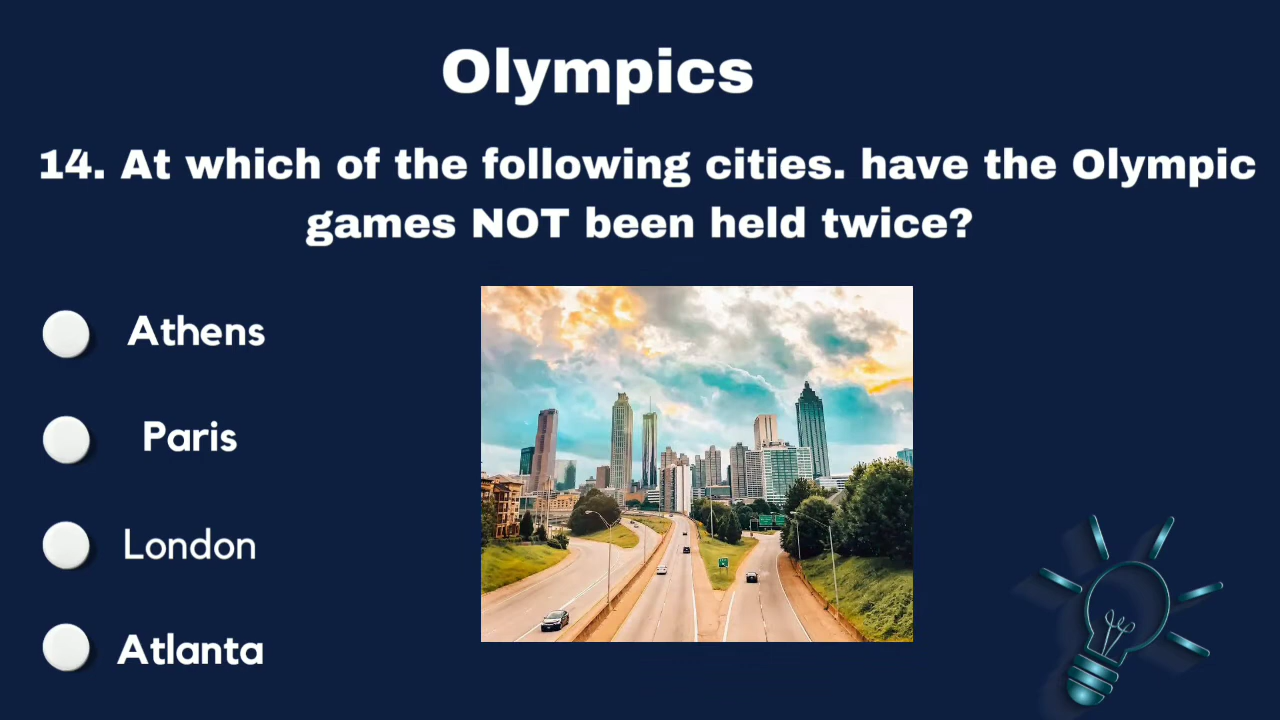 Olympics
14. At which of the following cities. have the Olympic
games NOT been held twice?
Athens
Paris
London
Atlanta